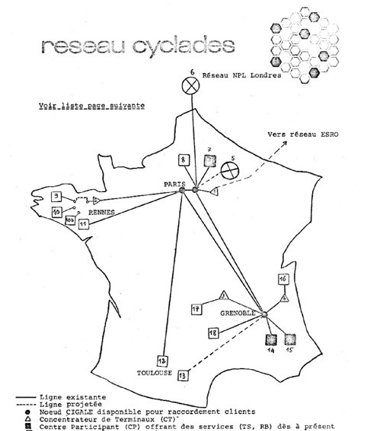 reseau cyclades
6
Réseau NPL Londres
Voir liste page suivante
Vers réseau ESRO
8
7
5
PARIS
9
10
RENNES
11
16
17
GRENOBLE
18
14
15
12
TOULOUSE
13
Ligne existante
Ligne projetée
Noeud CIGALE disponible pour raccordement clients
Concentrateur de Terminaux (CT)
Centre Participant (CP) offrant des services (TS, RB) dès à présent